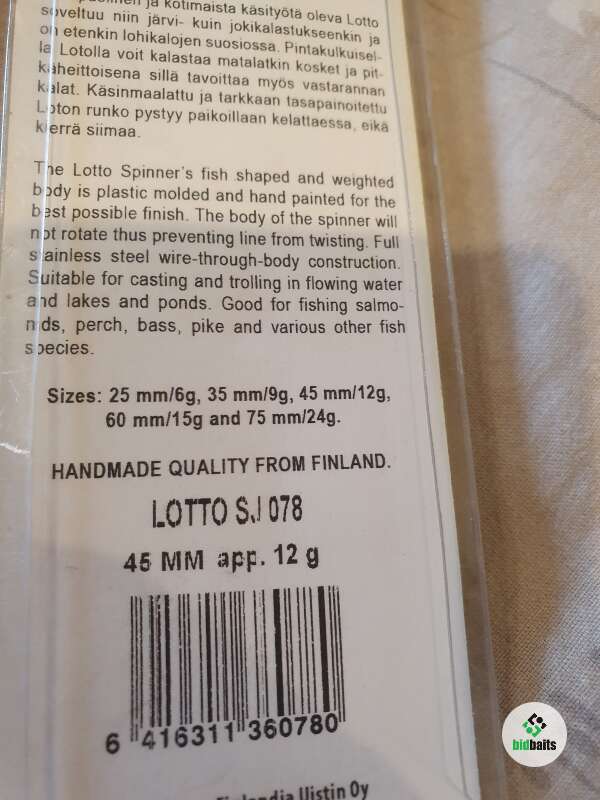 ja kotimaista käsityötä oleva Lotto
soveltuu niin järvi- kuin jokikalastukseenkin ja
on etenkin lohikalojen suosiossa. Pintakulkuisel-
la Lotolla voit kalastaa matalatkin kosket ja pit-
käheittoisena sillä tavoittaa myös vastarannan
kalat. Käsinmaalattu ja tarkkaan tasapainoitettu
Loton runko pystyy paikoillaan kelattaessa, eikä
kierrä siimaa.
The Lotto Spinner's fish shaped and weighted
body is plastic molded and hand painted for the
best possible finish. The body of the spinner will
not rotate thus preventing line from twisting. Full
stainless steel wire-through-body construction.
Suitable for casting and trolling in flowing water
and lakes and ponds. Good for fishing salmo-
nids, perch, bass, pike and various other fish
species.
Sizes: 25 mm/6g, 35 mm/9g, 45 mm/12g,
60 mm/15g and 75 mm/24g.
HANDMADE QUALITY FROM FINLAND.
LOTTO SJ 078
45 MM app. 12 g
6 416311 360780
Finlandia Uistin Oy
bidbaits